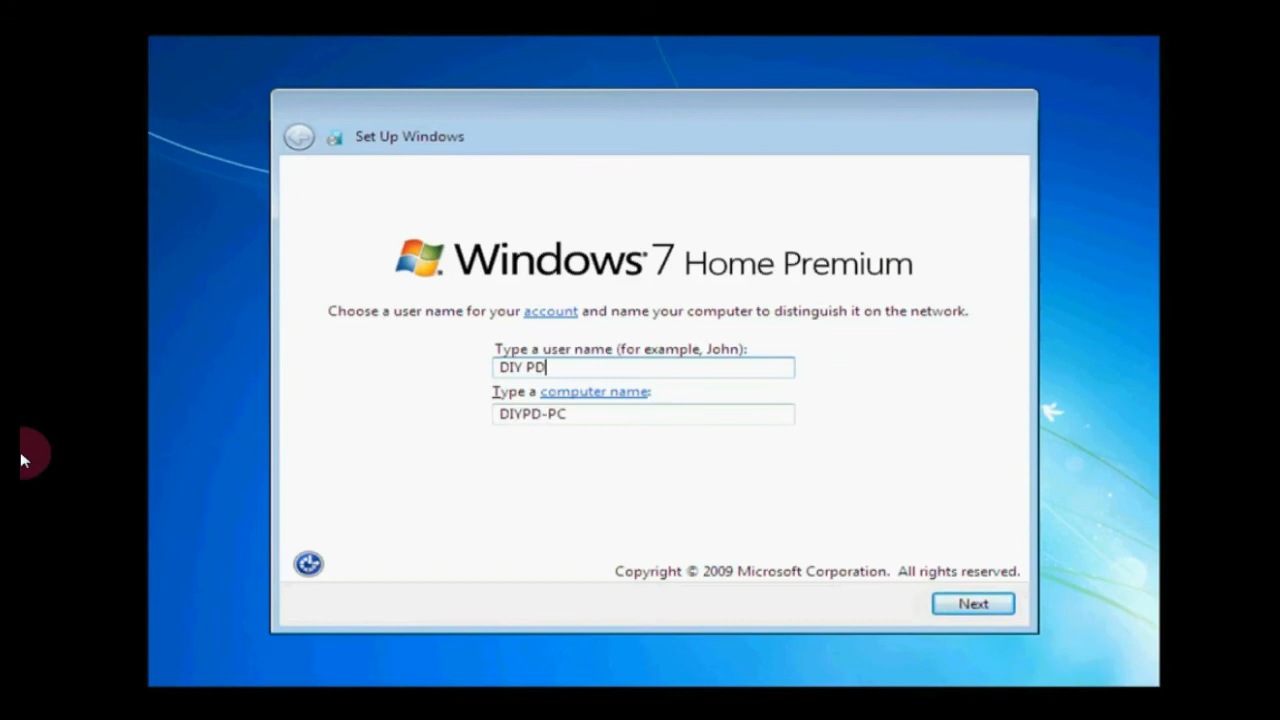 Set Up Windows
Windows 7 Home Premium
Choose a user name for your account and name your computer to distinguish it on the network.
Type a user name (for example, John):
DIY PD
Type a computer name:
DIYPD-PC
Copyright © 2009 Microsoft Corporation. All rights reserved.
Next